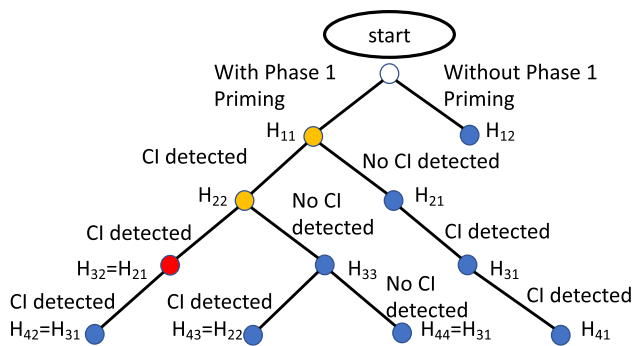 start
With Phase 1
Priming
Without Phase 1
Priming
H₁₁
H₁₂
CI detected
No CI detected
H₂₂
No CI
detected
H₂₁
CI detected
CI detected
H₃₂=H₂₁
H₃₃
No CI
detected
H₃₁
CI detected
CI detected
CI detected
H₄₂=H₃₁
H₄₃=H₂₂
H₄₄=H₃₁
H₄₁